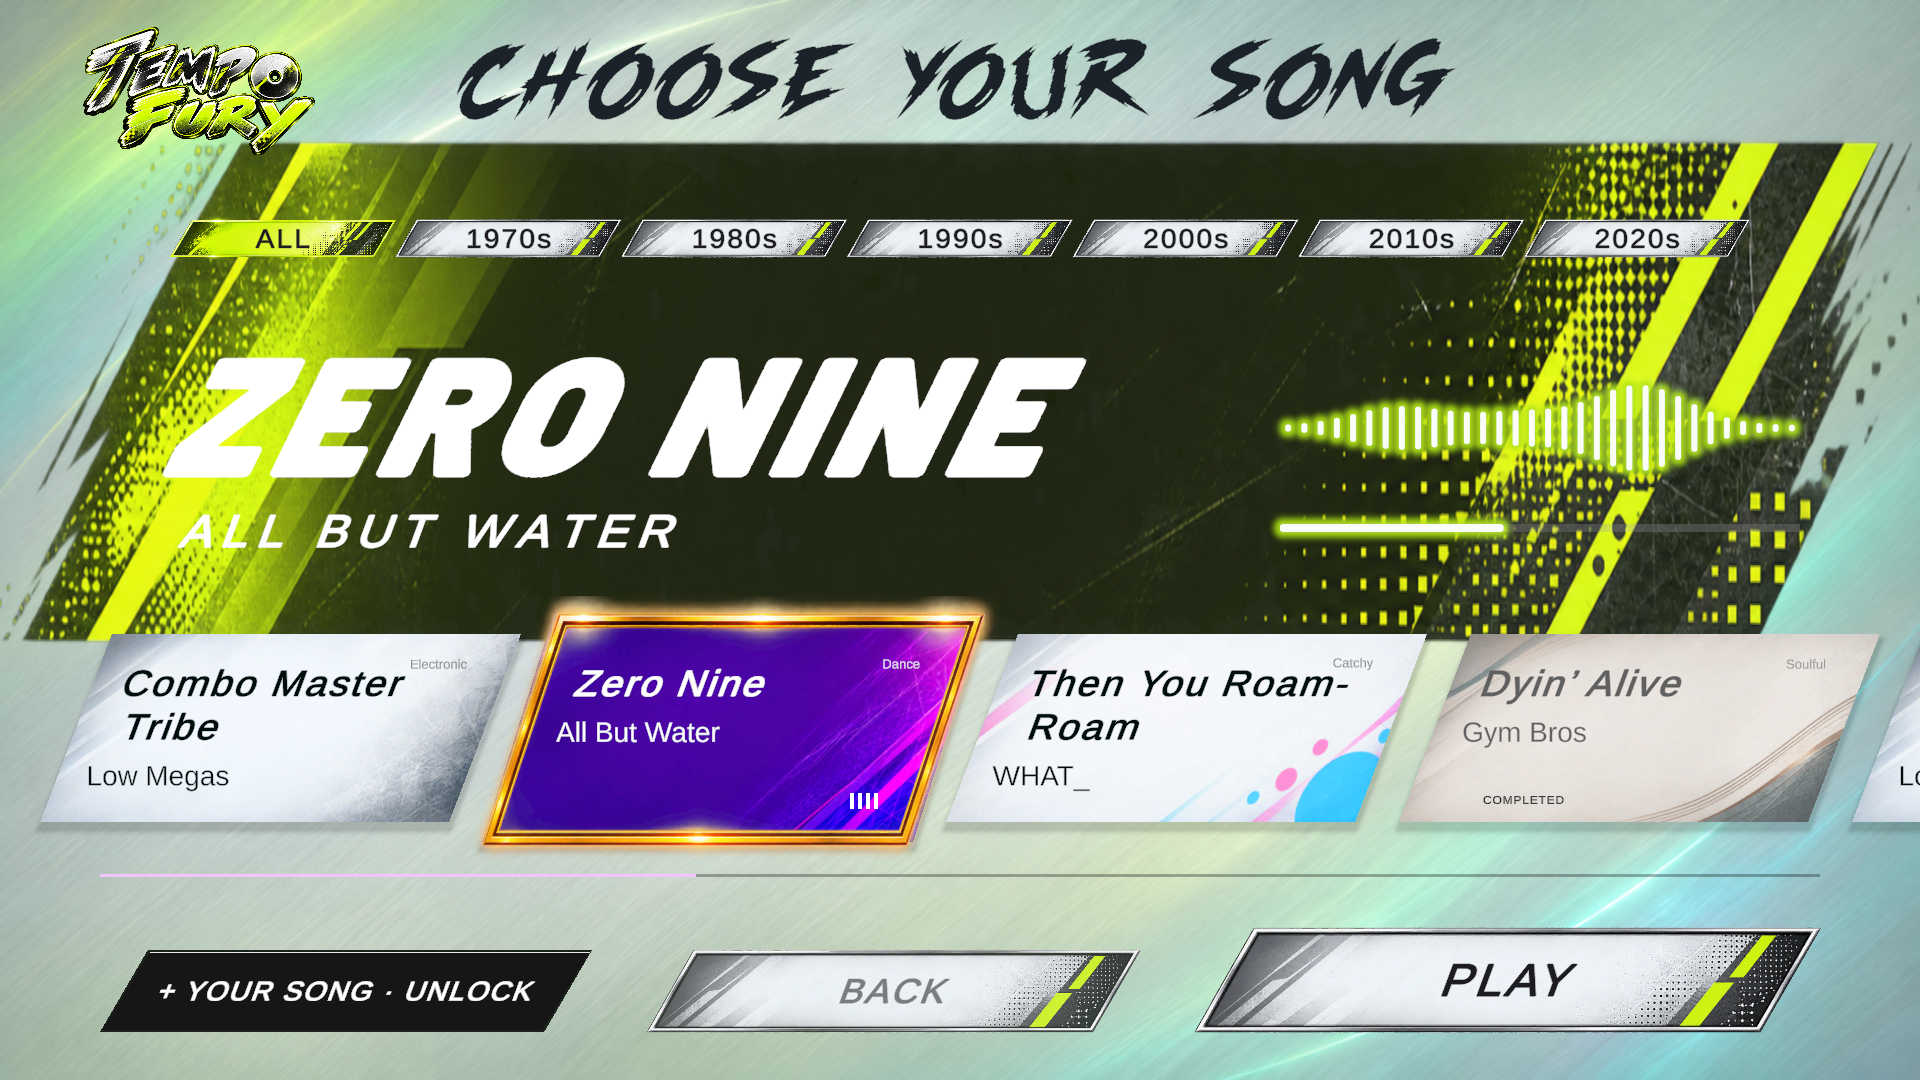 TEMPO
FURY
CHOOSE YOUR SONG
ALL
1970s
1980s
1990s
2000s
2010s
2020s
ZERO NINE
ALL BUT WATER
Combo Master
Tribe
Electronic
Low Megas
Zero Nine
Dance
All But Water
Then You Roam-
Roam
Catchy
WHAT_
Dyin’ Alive
Soulful
Gym Bros
COMPLETED
+ YOUR SONG · UNLOCK
BACK
PLAY